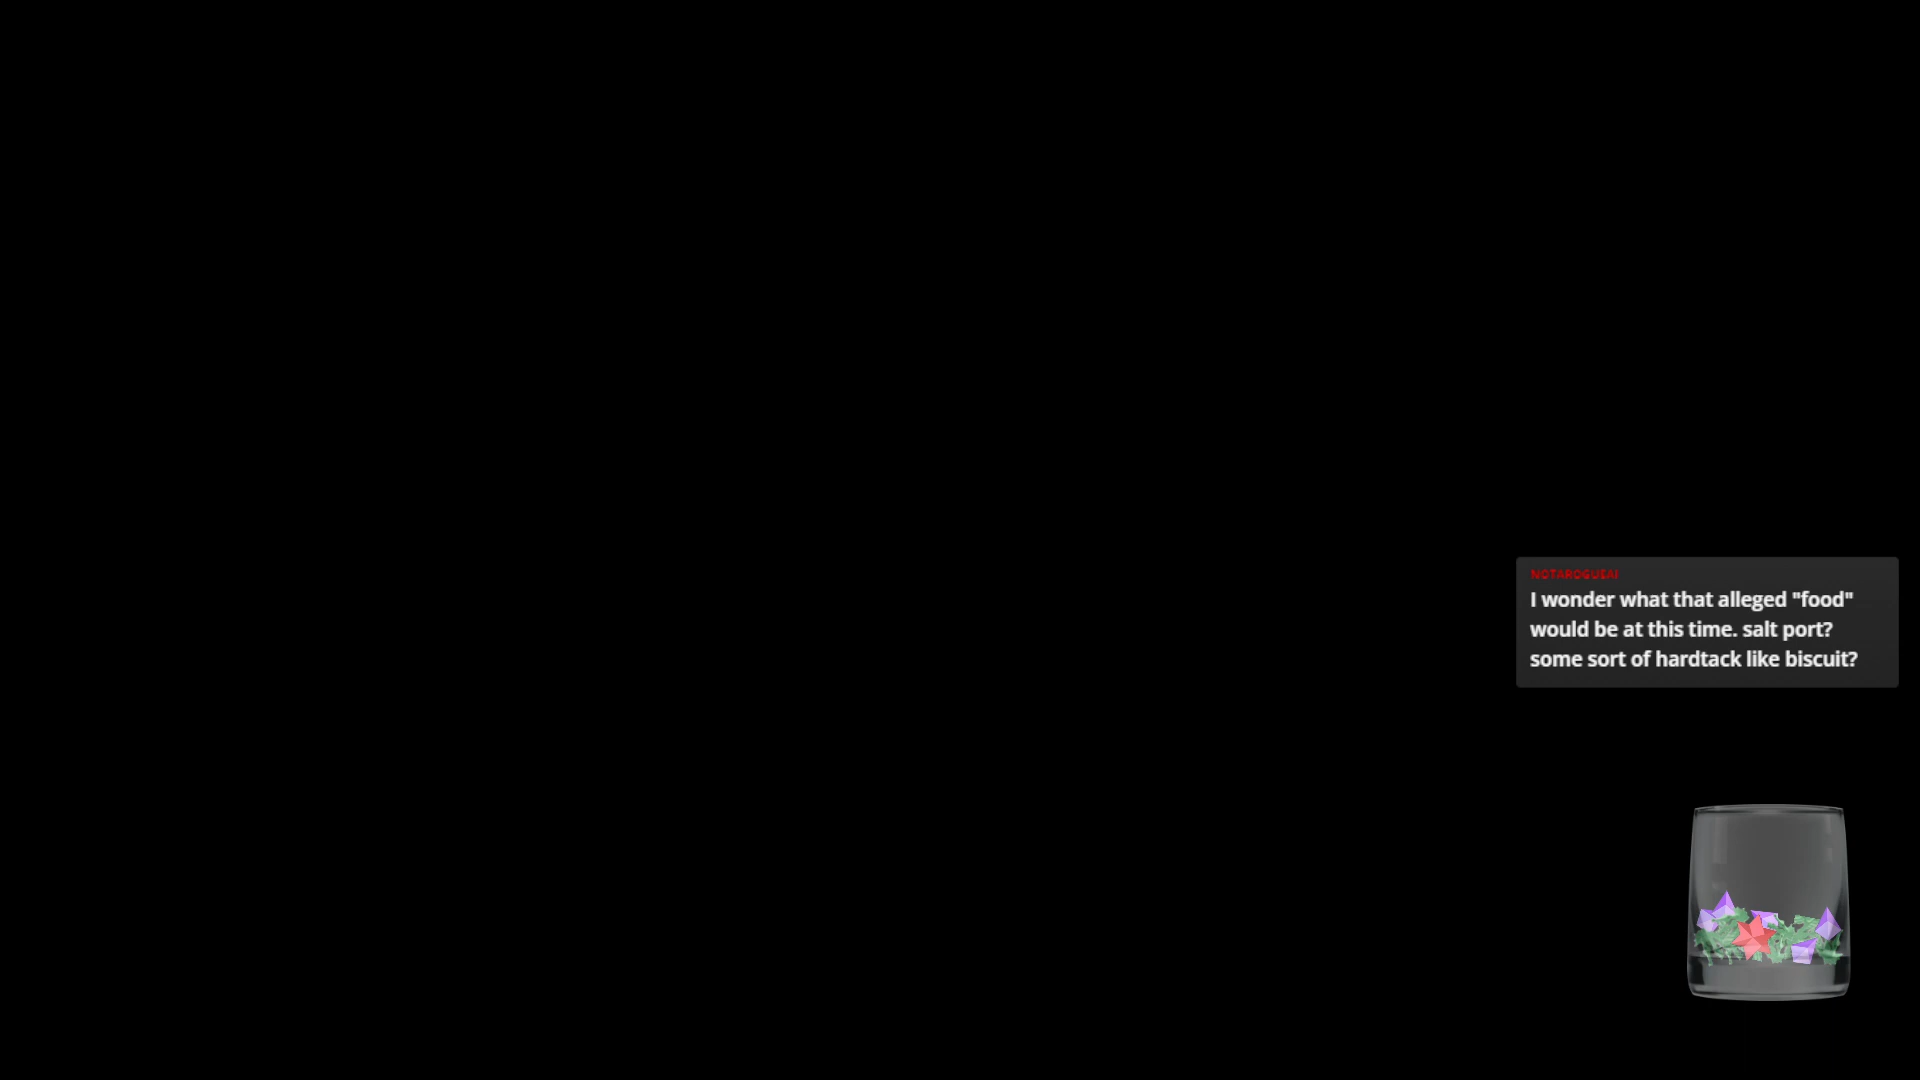 NOTAROGUEAI
I wonder what that alleged "food"
would be at this time. salt port?
some sort of hardtack like biscuit?